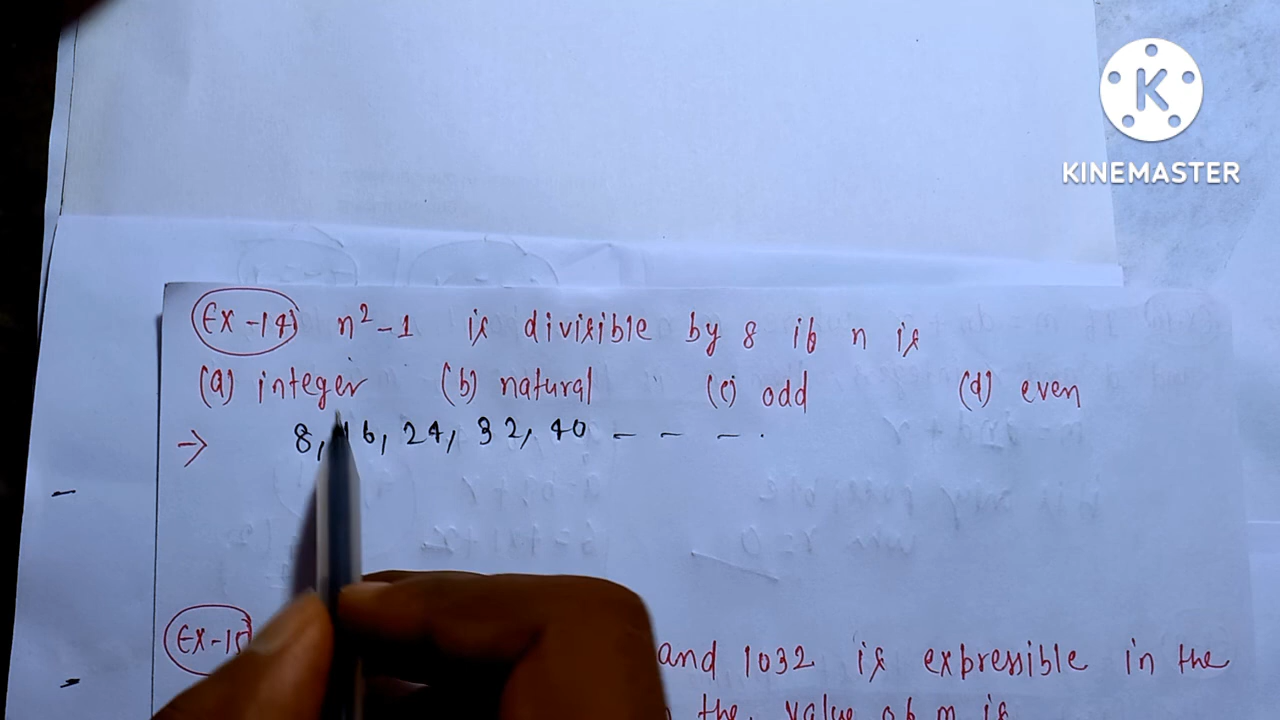 KINEMASTER
Ex-14 n²-1 is divisible by 8 if n is
(a) integer (b) natural (c) odd (d) even
→ 8, 16, 24, 32, 40 - - - .
Ex-15 and 1032 is expressible in the
the value of m is